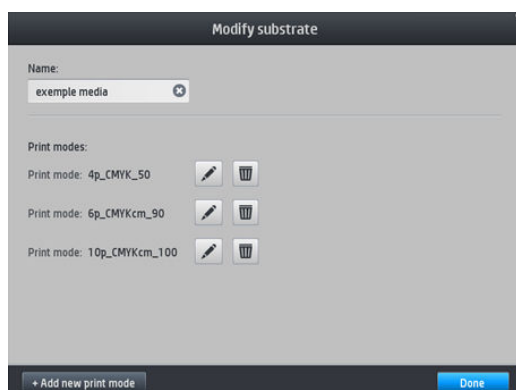 Modify substrate
Name:
exemple media
Print modes:
Print mode: 4p_CMYK_50
Print mode: 6p_CMYKcm_90
Print mode: 10p_CMYKcm_100
+ Add new print mode
Done